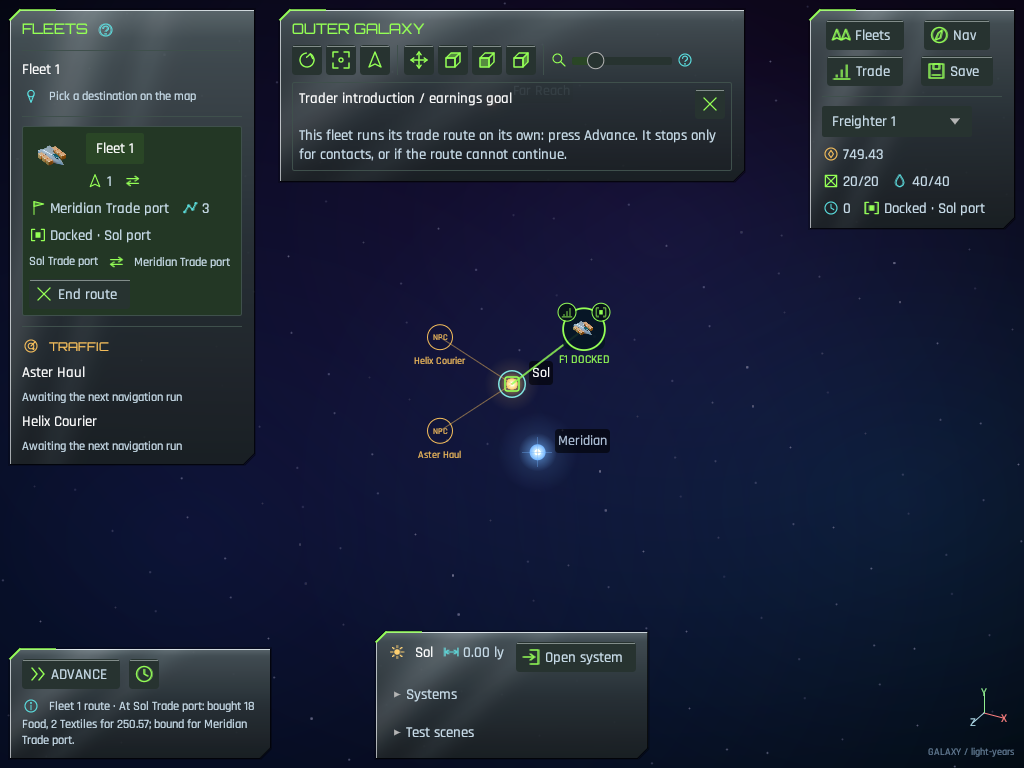 FLEETS
Fleet 1
Pick a destination on the map
Fleet 1
1
Meridian Trade port 3
Docked · Sol port
Sol Trade port Meridian Trade port
End route
TRAFFIC
Aster Haul
Awaiting the next navigation run
Helix Courier
Awaiting the next navigation run
OUTER GALAXY
Far Reach
Trader introduction / earnings goal
This fleet runs its trade route on its own: press Advance. It stops only
for contacts, or if the route cannot continue.
Fleets Nav
Trade Save
Freighter 1
749.43
20/20 40/40
0 Docked · Sol port
NPC
Helix Courier
F1 DOCKED
Sol
NPC
Aster Haul
Meridian
ADVANCE
Fleet 1 route · At Sol Trade port: bought 18
Food, 2 Textiles for 250.57; bound for Meridian
Trade port.
Sol 0.00 ly Open system
Systems
Test scenes
Y
X
Z
GALAXY / light-years